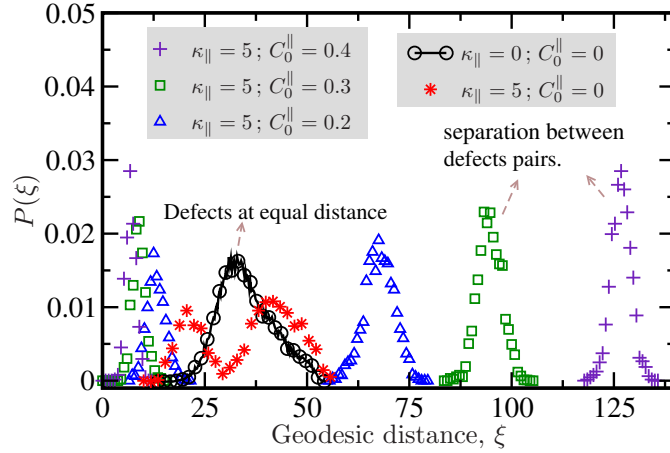 0.05
0.04
0.03
0.02
0.01
0
P(ξ)
κ∥ = 5 ; C₀∥ = 0.4
κ∥ = 5 ; C₀∥ = 0.3
κ∥ = 5 ; C₀∥ = 0.2
κ∥ = 0 ; C₀∥ = 0
κ∥ = 5 ; C₀∥ = 0
separation between
defects pairs.
Defects at equal distance
0 25 50 75 100 125
Geodesic distance, ξ